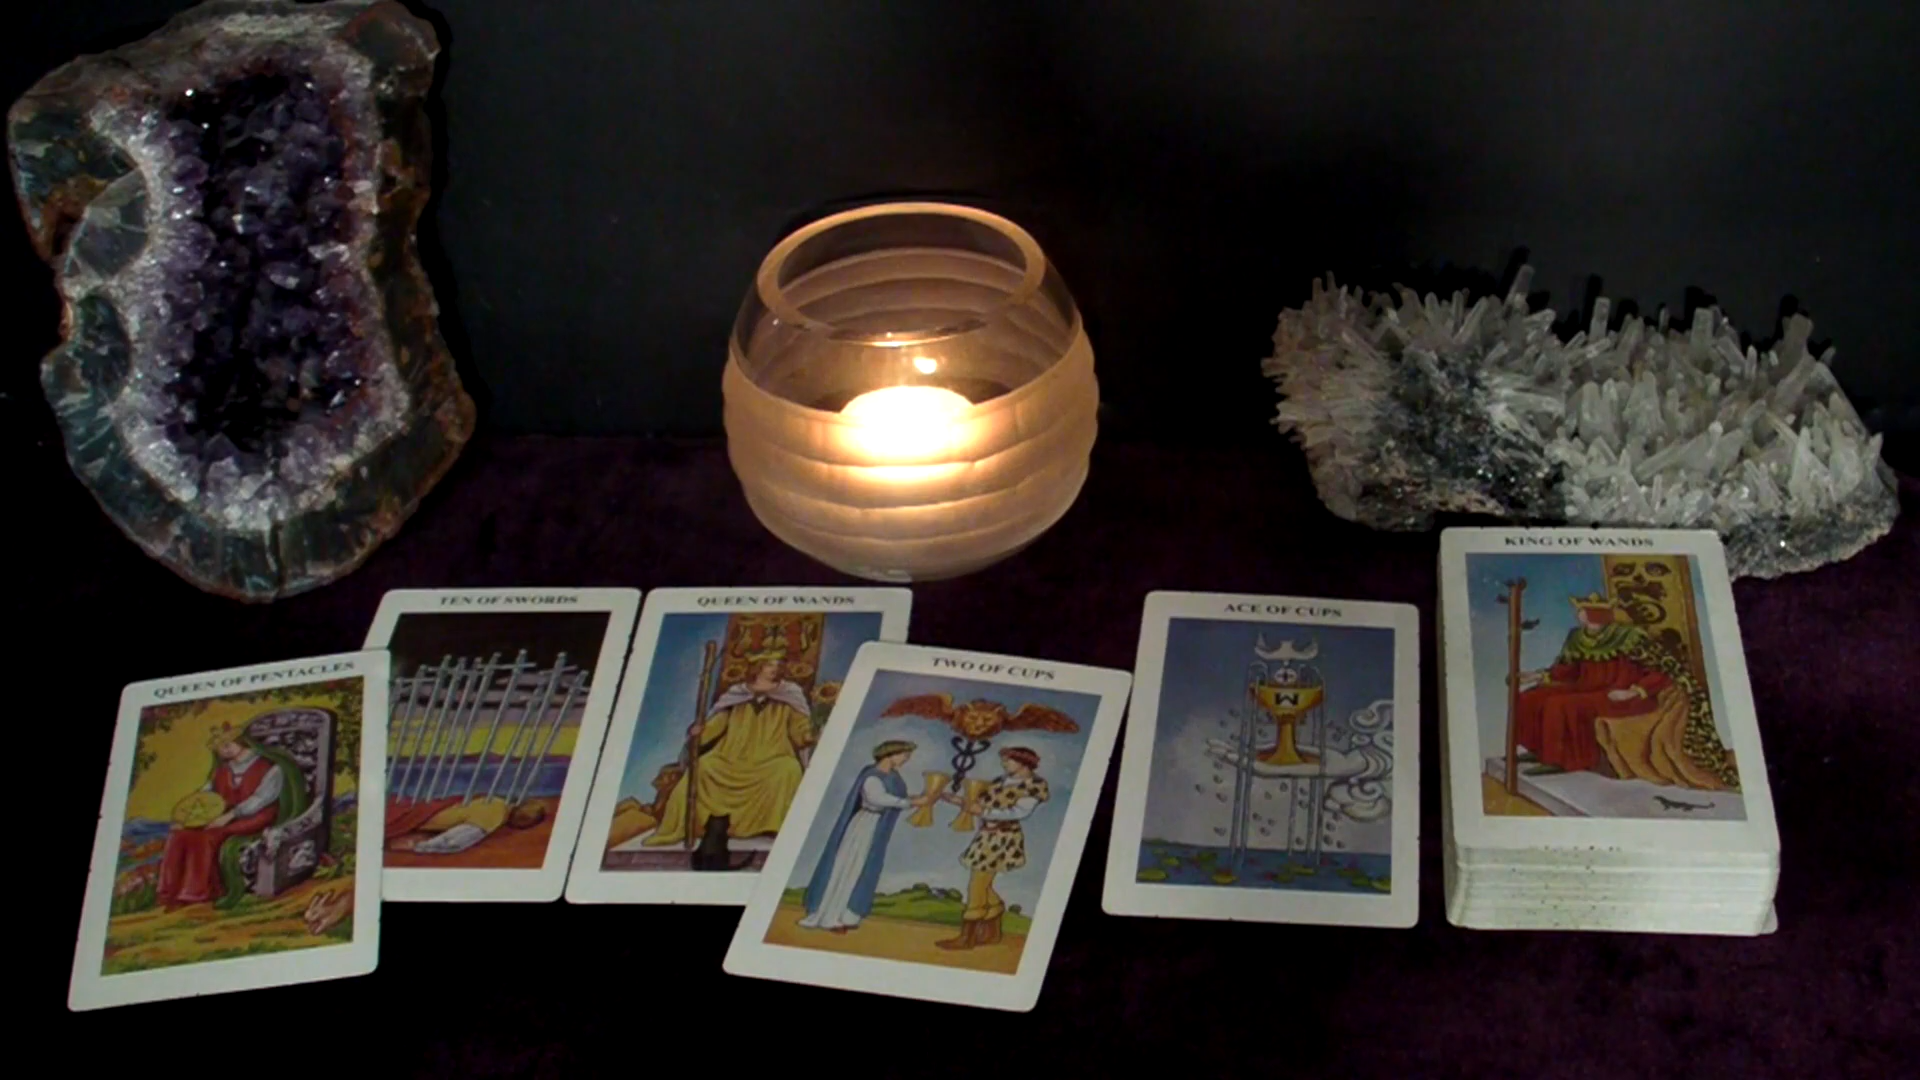 QUEEN OF PENTACLES
TEN OF SWORDS
QUEEN OF WANDS
TWO OF CUPS
ACE OF CUPS
KING OF WANDS